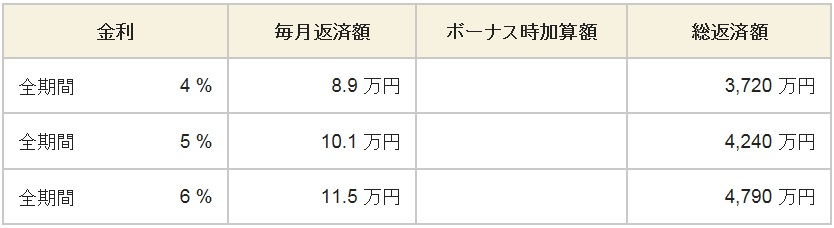 金利 毎月返済額 ボーナス時加算額 総返済額
全期間 4 % 8.9 万円 3,720 万円
全期間 5 % 10.1 万円 4,240 万円
全期間 6 % 11.5 万円 4,790 万円